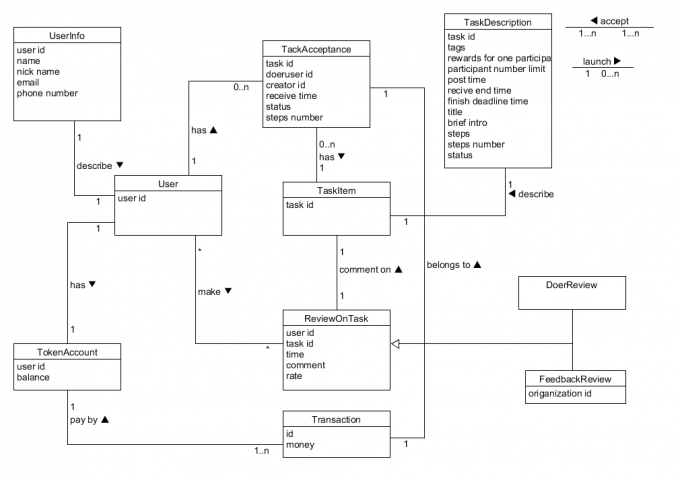 UserInfo
user id
name
nick name
email
phone number
TackAcceptance
task id
doeruser id
creator id
receive time
status
steps number
TaskDescription
task id
tags
rewards for one participa
participant number limit
post time
recive end time
finish deadline time
title
brief intro
steps
steps number
status
◀ accept
1...n 1...n
launch ▶
1 0...n
0..n
1
1
has ▲
describe ▼
1
1
0..n
has ▼
1
User
user id
1
TaskItem
task id
1
◀ describe
1
*
1
comment on ▲
1
belongs to ▲
has ▼
make ▼
1
*
DoerReview
ReviewOnTask
user id
task id
time
comment
rate
TokenAccount
user id
balance
FeedbackReview
origanization id
1
pay by ▲
1..n
Transaction
id
money
1